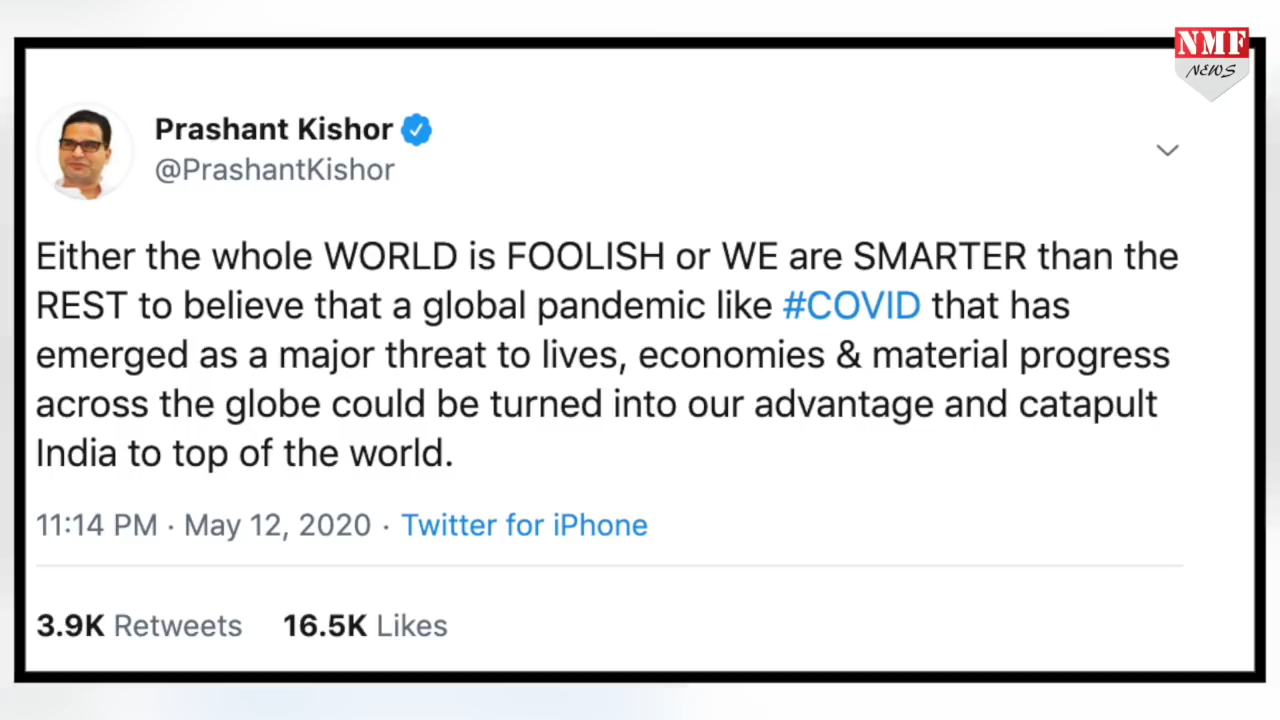 NMF
NEWS
Prashant Kishor
@PrashantKishor
Either the whole WORLD is FOOLISH or WE are SMARTER than the
REST to believe that a global pandemic like #COVID that has
emerged as a major threat to lives, economies & material progress
across the globe could be turned into our advantage and catapult
India to top of the world.
11:14 PM · May 12, 2020 · Twitter for iPhone
3.9K Retweets 16.5K Likes